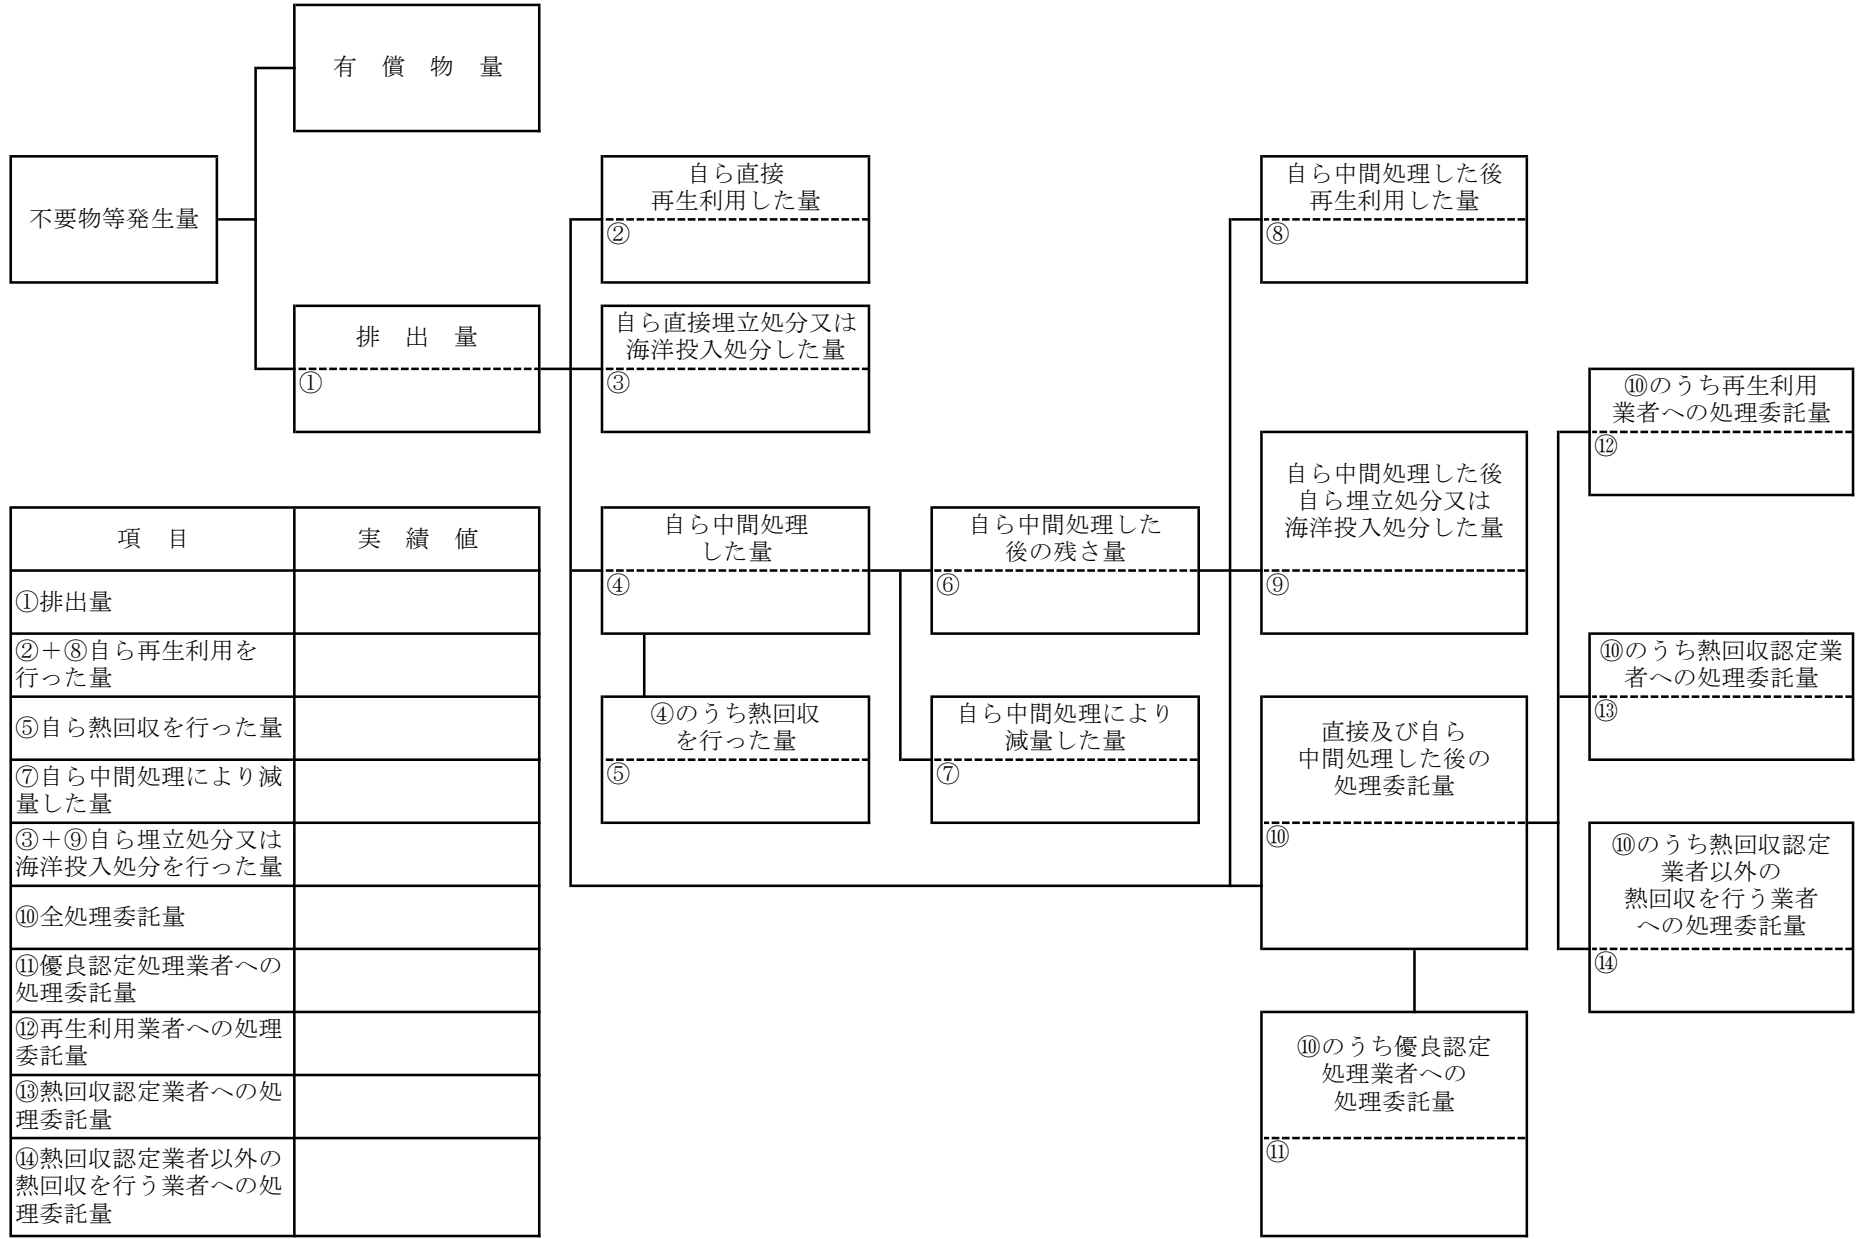 有　償　物　量
不要物等発生量
排　出　量
①
自ら直接
再生利用した量
②
自ら直接埋立処分又は
海洋投入処分した量
③
自ら中間処理
した量
④
④のうち熱回収
を行った量
⑤
自ら中間処理した
後の残さ量
⑥
自ら中間処理により
減量した量
⑦
自ら中間処理した後
再生利用した量
⑧
自ら中間処理した後
自ら埋立処分又は
海洋投入処分した量
⑨
直接及び自ら
中間処理した後の
処理委託量
⑩
⑩のうち優良認定
処理業者への
処理委託量
⑪
⑩のうち再生利用
業者への処理委託量
⑫
⑩のうち熱回収認定業
者への処理委託量
⑬
⑩のうち熱回収認定
業者以外の
熱回収を行う業者
への処理委託量
⑭
項　目
実　績　値
①排出量
②＋⑧自ら再生利用を
行った量
⑤自ら熱回収を行った量
⑦自ら中間処理により減
量した量
③＋⑨自ら埋立処分又は
海洋投入処分を行った量
⑩全処理委託量
⑪優良認定処理業者への
処理委託量
⑫再生利用業者への処理
委託量
⑬熱回収認定業者への処
理委託量
⑭熱回収認定業者以外の
熱回収を行う業者への処
理委託量